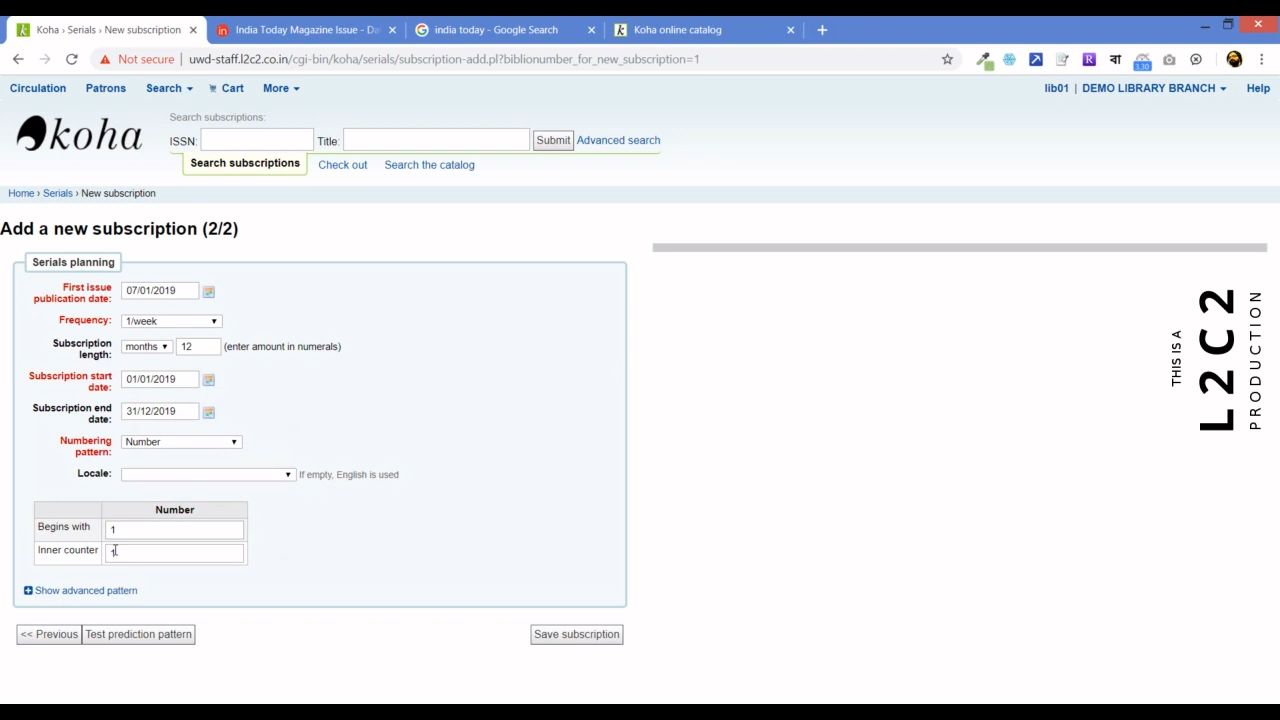 Koha › Serials › New subscription
India Today Magazine Issue - Da
india today - Google Search
Koha online catalog
Not secure | uwd-staff.l2c2.co.in/cgi-bin/koha/serials/subscription-add.pl?biblionumber_for_new_subscription=1
R
বা
3.30
Circulation Patrons Search Cart More lib01 | DEMO LIBRARY BRANCH Help
koha
Search subscriptions:
ISSN: Title: Submit Advanced search
Search subscriptions Check out Search the catalog
Home › Serials › New subscription
Add a new subscription (2/2)
Serials planning
First issue
publication date: 07/01/2019
Frequency: 1/week
Subscription
length: months 12 (enter amount in numerals)
Subscription start
date: 01/01/2019
Subscription end
date: 31/12/2019
Numbering
pattern: Number
Locale: If empty, English is used
Number
Begins with 1
Inner counter 1
Show advanced pattern
<< Previous Test prediction pattern Save subscription
THIS IS A
L2C2
PRODUCTION